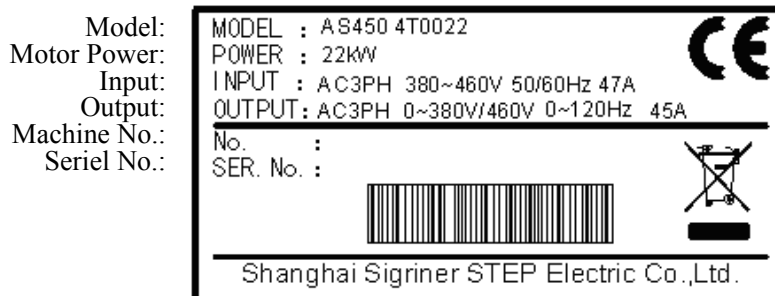 Model:
Motor Power:
Input:
Output:
Machine No.:
Seriel No.:
MODEL : AS450 4T0022
POWER : 22kW
INPUT : AC3PH 380~460V 50/60Hz 47A
OUTPUT: AC3PH 0~380V/460V 0~120Hz 45A
No. :
SER. No. :
CE
Shanghai Sigriner STEP Electric Co.,Ltd.